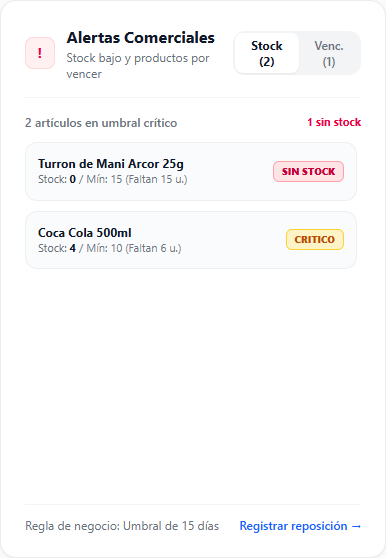 !
Alertas Comerciales
Stock bajo y productos por
vencer
Stock
(2)
Venc.
(1)
2 artículos en umbral crítico
1 sin stock
Turron de Mani Arcor 25g
Stock: 0 / Mín: 15 (Faltan 15 u.)
SIN STOCK
Coca Cola 500ml
Stock: 4 / Mín: 10 (Faltan 6 u.)
CRITICO
Regla de negocio: Umbral de 15 días
Registrar reposición →